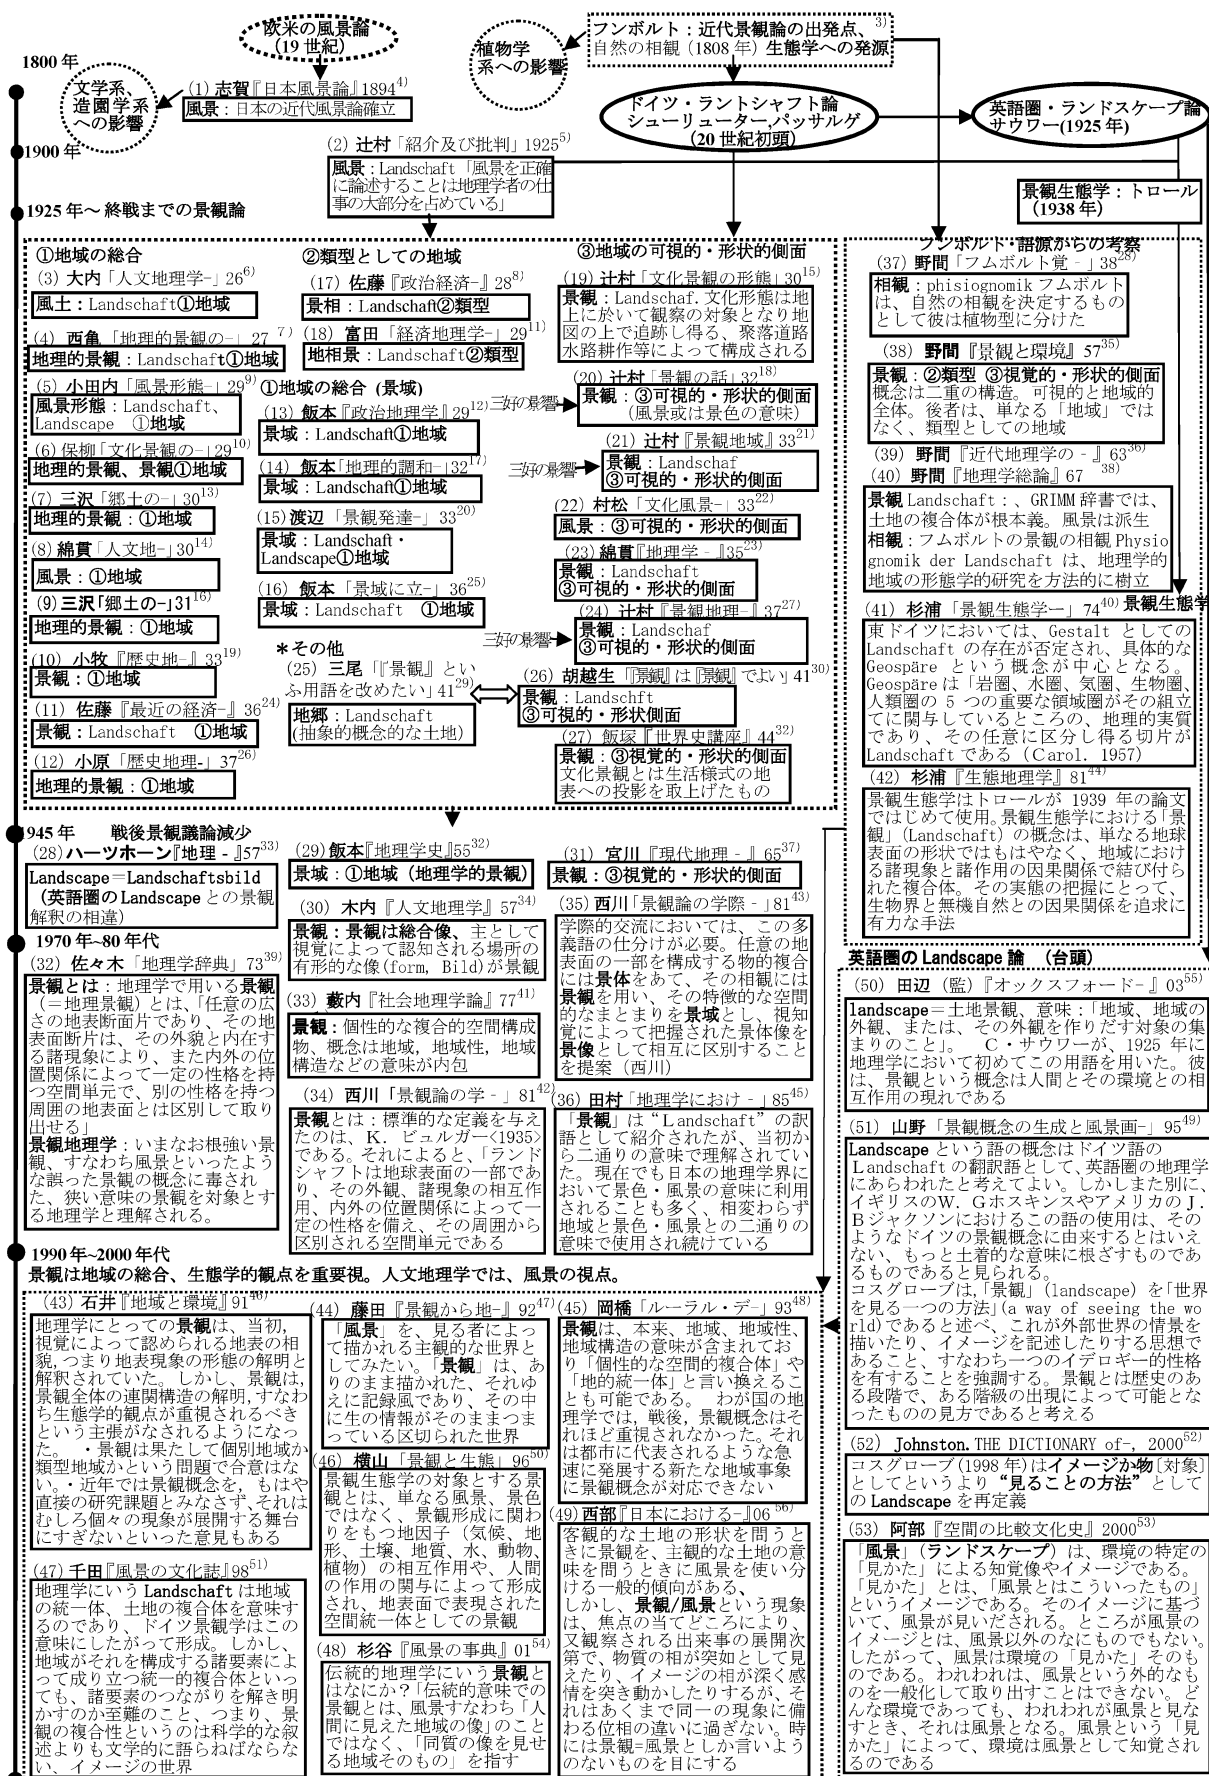 欧米の風景論
(19 世紀)
フンボルト：近代景観論の出発点、3)
自然の相観（1808 年）生態学への発源
植物学
系への影響
1800 年
文学系、
造園学系
への影響
(1) 志賀『日本風景論』1894 4)
風景：日本の近代風景論確立
ドイツ・ラントシャフト論
シューリューター,パッサルゲ
(20 世紀初頭)
英語圏・ランドスケープ論
サウワー(1925 年)
1900 年
(2) 辻村「紹介及び批判」1925 5)
風景：Landschaft「風景を正確
に論述することは地理学者の仕
事の大部分を占めている」
景観生態学：トロール
（1938 年）
1925 年～ 終戦までの景観論
①地域の総合
(3) 大内「人文地理学-」26 6)
風土：Landschaft①地域
(4) 西亀「地理的景観の-」27 7)
地理的景観：Landschaft①地域
(5) 小田内「風景形態-」29 9)
風景形態：Landschaft、
Landscape ①地域
(6) 保柳「文化景観の-」29 10)
地理的景観、景観①地域
(7) 三沢「郷土の-」30 13)
地理的景観：①地域
(8) 綿貫「人文地-」30 14)
風景：①地域
(9) 三沢「郷土の-」31 16)
地理的景観：①地域
(10) 小牧『歴史地-』33 19)
景観：①地域
(11) 佐藤『最近の経済-』36 24)
景観：Landschaft ①地域
(12) 小原「歴史地理-」37 26)
地理的景観：①地域
②類型としての地域
(17) 佐藤『政治経済-』28 8)
景相：Landschaft②類型
(18) 富田「経済地理学-」29 11)
地相景：Landschaft②類型
①地域の総合 (景域)
(13) 飯本『政治地理学』29 12)
景域：Landschaft①地域
(14) 飯本「地理的調和-」32 17)
景域：Landschaft①地域
(15) 渡辺「景観発達-」33 20)
景域：Landschaft・
Landscape①地域
(16) 飯本「景域に立-」36 25)
景域：Landschaft ①地域
＊その他
(25) 三尾「『景観』とい
ふ用語を改めたい」41 29)
地郷：Landschaft
(抽象的概念的な土地)
③地域の可視的・形状的側面
(19) 辻村「文化景観の形態」30 15)
景観：Landschaf. 文化形態は地
上に於いて観察の対象となり地
図の上で追跡し得る、聚落道路
水路耕作等によって構成される
(20) 辻村「景観の話」32 18)
三好の影響
景観：③可視的・形状的側面
（風景或は景色の意味）
(21) 辻村『景観地域』33 21)
三好の影響
景観：Landschaf
③可視的・形状的側面
(22) 村松「文化風景-」33 22)
風景：③可視的・形状的側面
(23) 綿貫『地理学‐』35 23)
景観：Landschaft
③可視的・形状的側面
(24) 辻村『景観地理-』37 27)
三好の影響
景観：Landschaf
③可視的・形状的側面
(26) 胡越生「『景観』は『景観』でよい」41 30)
景観：Landschft
③可視的・形状側面
(27) 飯塚『世界史講座』44 32)
景観：③視覚的・形状的側面
文化景観とは生活様式の地
表への投影を取上げたもの
フンボルト・語源からの考察
(37) 野間「フムボルト覚‐」38 28)
相観：phisiognomik フムボルト
は、自然の相観を決定するもの
として彼は植物型に分けた
(38) 野間『景観と環境』57 35)
景観：②類型 ③視覚的・形状的側面
概念は二重の構造。可視的と地域的
全体。後者は、単なる「地域」では
なく、類型としての地域
(39) 野間『近代地理学の‐』63 36)
(40) 野間『地理学総論』67 38)
景観 Landschaft：、GRIMM 辞書では、
土地の複合体が根本義。風景は派生
相観：フムボルトの景観の相観 Physio
gnomik der Landschaft は、地理学的
地域の形態学的研究を方法的に樹立
(41) 杉浦「景観生態学ー」74 40) 景観生態学
東ドイツにおいては、Gestalt としての
Landschaft の存在が否定され、具体的な
Geospäre という概念が中心となる。
Geospäre は「岩圏、水圏、気圏、生物圏、
人類圏の 5 つの重要な領域圏がその組立
てに関与しているところの、地理的実質
であり、その任意に区分し得る切片が
Landschaft である（Carol. 1957）
(42) 杉浦『生態地理学』81 44)
景観生態学はトロールが 1939 年の論文
ではじめて使用。景観生態学における「景
観」(Landschaft) の概念は、単なる地球
表面の形状ではもはやなく、地域におけ
る諸現象と諸作用の因果関係で結び付ら
れた複合体。その実態の把握にとって、
生物界と無機自然との因果関係を追求に
有力な手法
1945 年 戦後景観議論減少
(28) ハーツホーン『地理‐』57 33)
Landscape＝Landschaftsbild
（英語圏の Landscape との景観
解釈の相違）
(29) 飯本『地理学史』55 32)
景域：①地域（地理学的景観）
(31) 宮川『現代地理‐』65 37)
景観：③視覚的・形状的側面
(30) 木内『人文地理学』57 34)
景観：景観は総合像、主として
視覚によって認知される場所の
有形的な像(form, Bild)が景観
1970 年~80 年代
(32) 佐々木「地理学辞典」73 39)
景観とは：地理学で用いる景観
（＝地理景観）とは、「任意の広
さの地表断面片であり、その地
表面断片は、その外貌と内在す
る諸現象により、また内外の位
置関係によって一定の性格を持
つ空間単元で、別の性格を持つ
周囲の地表面とは区別して取り
出せる」
景観地理学：いまなお根強い景
観、すなわち風景といったよう
な誤った景観の概念に毒され
た、狭い意味の景観を対象とす
る地理学と理解される。
(33) 藪内『社会地理学論』77 41)
景観：個性的な複合的空間構成
物、概念は地域，地域性，地域
構造などの意味が内包
(34) 西川「景観論の学‐」81 42)
景観とは：標準的な定義を与え
たのは、K. ビュルガー<1935>
である。それによると、「ランド
シャフトは地球表面の一部であ
り、その外観、諸現象の相互作
用、内外の位置関係によって一
定の性格を備え、その周囲から
区別される空間単元である
(35) 西川「景観論の学際‐」81 43)
学際的交流においては、この多
義語の仕分けが必要。任意の地
表面の一部を構成する物的複合
には景体をあて、その相観には
景観を用い、その特徴的な空間
的なまとまりを景域とし、視知
覚によって把握された景体像を
景像として相互に区別すること
を提案（西川）
(36) 田村「地理学におけ‐」85 45)
「景観」は “Landschaft” の訳
語として紹介されたが、当初か
ら二通りの意味で理解されてい
た。現在でも日本の地理学界に
おいて景色・風景の意味に利用
されることも多く、相変わらず
地域と景色・風景との二通りの
意味で使用され続けている
英語圏の Landscape 論 （台頭）
(50) 田辺（監）『オックスフォード-』03 55)
landscape＝土地景観、意味：「地域、地域の
外観、または、その外観を作りだす対象の集
まりのこと」。 C・サウワーが、1925 年に
地理学において初めてこの用語を用いた。彼
は、景観という概念は人間とその環境との相
互作用の現れである
(51) 山野「景観概念の生成と風景画-」95 49)
Landscape という語の概念はドイツ語の
Landschaft の翻訳語として、英語圏の地理学
にあらわれたと考えてよい。しかしまた別に、
イギリスのW. Gホスキンスやアメリカの J.
Bジャクソンにおけるこの語の使用は、その
ようなドイツの景観概念に由来するとはいえ
ない、もっと土着的な意味に根ざすものであ
るものであると見られる。
コスグローブは,「景観」(landscape) を「世界
を見る一つの方法」(a way of seeing the wo
rld) であると述べ、これが外部世界の情景を
描いたり、イメージを記述したりする思想で
あること、すなわち一つのイデロギー的性格
を有することを強調する。景観とは歴史のあ
る段階で、ある階級の出現によって可能とな
ったものの見方であると考える
(52) Johnston. THE DICTIONARY of-, 2000 52)
コスグローブ(1998 年)はイメージか物〔対象〕
としてというより “見ることの方法” として
の Landscape を再定義
(53) 阿部『空間の比較文化史』2000 53)
「風景」(ランドスケープ) は、環境の特定の
「見かた」による知覚像やイメージである。
「見かた」とは、「風景とはこういったもの」
というイメージである。そのイメージに基づ
いて、風景が見いだされる。ところが風景の
イメージとは、風景以外のなにものでもない。
したがって、風景は環境の「見かた」そのも
のである。われわれは、風景という外的なも
のを一般化して取り出すことはできない。ど
んな環境であっても、われわれが風景と見な
すとき、それは風景となる。風景という「見
かた」によって、環境は風景として知覚され
るのである
1990 年~2000 年代
景観は地域の総合、生態学的観点を重要視。人文地理学では、風景の視点。
(43) 石井『地域と環境』91 46)
地理学にとっての景観は、当初,
視覚によって認められる地表の相
貌, つまり地表現象の形態の解明と
解釈されていた。しかし、景観は,
景観全体の連関構造の解明, すなわ
ち生態学的観点が重視されるべき
という主張がなされるようになっ
た。 ・景観は果たして個別地域か
類型地域かという問題で合意はな
い。・近年では景観概念を，もはや
直接の研究課題とみなさず, それは
むしろ個々の現象が展開する舞台
にすぎないといった意見もある
(47) 千田『風景の文化誌』98 51)
地理学にいう Landschaft は地域
の統一体、土地の複合体を意味す
るのであり、ドイツ景観学はこの
意味にしたがって形成。しかし、
地域がそれを構成する諸要素によ
って成り立つ統一的複合体といっ
ても、諸要素のつながりを解き明
かすのか至難のこと、つまり、景
観の複合性というのは科学的な叙
述よりも文学的に語らねばならな
い、イメージの世界
(44) 藤田『景観から地-』92 47)
「風景」を、見る者によっ
て描かれる主観的な世界と
してみたい。「景観」は、あ
りのまま描かれた、それゆ
えに記録風であり、その中
に生の情報がそのままつま
っている区切られた世界
(46) 横山「景観と生態」96 50)
景観生態学の対象とする景
観とは、単なる風景、景色
ではなく、景観形成に関わ
りをもつ地因子（気候、地
形、土壌、地質、水、動物、
植物）の相互作用や、人間
の作用の関与によって形成
され、地表面で表現された
空間統一体としての景観
(48) 杉谷『風景の事典』01 54)
伝統的地理学にいう景観と
はなにか？「伝統的意味での
景観とは、風景すなわち「人
間に見えた地域の像」のこと
ではなく、「同質の像を見せ
る地域そのもの」を指す
(45) 岡橋「ルーラル・デ-」93 48)
景観は、本来、地域、地域性、
地域構造の意味が含まれてお
り「個性的な空間的複合体」や
「地的統一体」と言い換えるこ
とも可能である。 わが国の地
理学では，戦後，景観概念はそ
れほど重視されなかった。それ
は都市に代表されるような急
速に発展する新たな地域事象
に景観概念が対応できない
(49) 西部『日本における-』06 56)
客観的な土地の形状を問うと
きに景観を、主観的な土地の意
味を問うときに風景を使い分
ける一般的傾向がある、
しかし、景観/風景という現象
は、焦点の当てどころにより、
又観察される出来事の展開次
第で、物質の相が突如として見
えたり、イメージの相が深く感
情を突き動かしたりするが、そ
れはあくまで同一の現象に備
わる位相の違いに過ぎない。時
には景観=風景としか言いよう
のないものを目にする